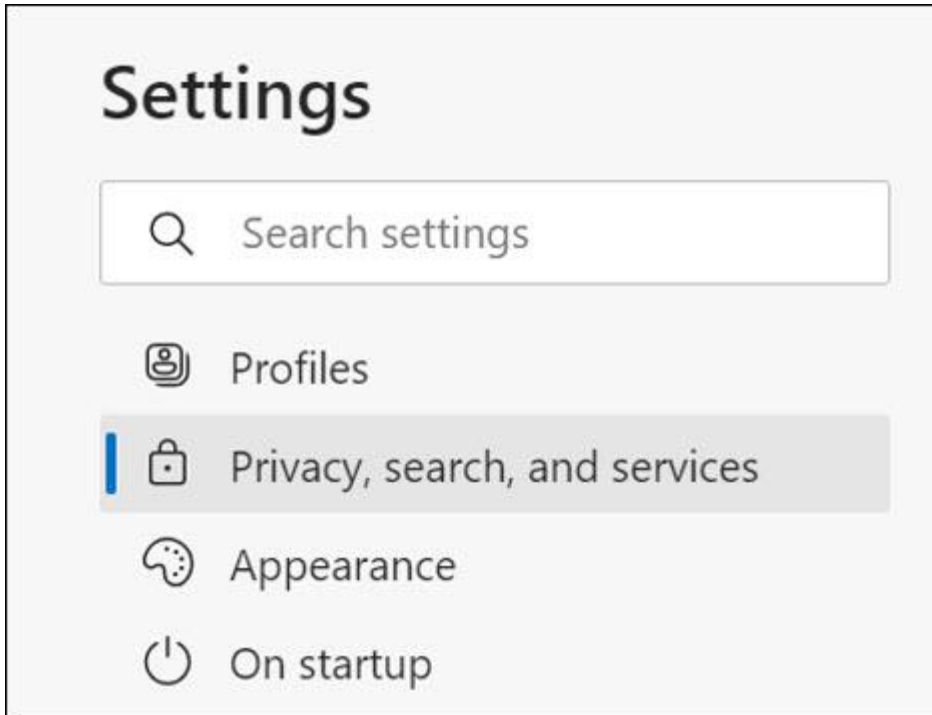 Settings
Search settings
Profiles
Privacy, search, and services
Appearance
On startup